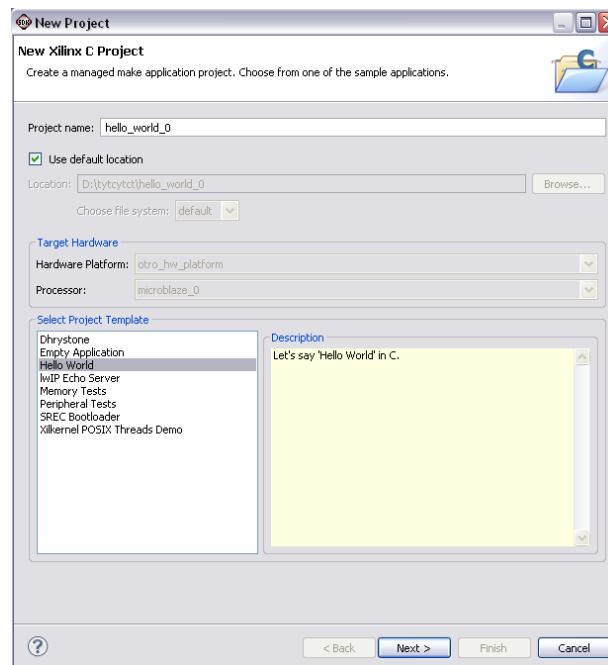 SDK New Project
New Xilinx C Project
Create a managed make application project. Choose from one of the sample applications.
C
Project name: hello_world_0
Use default location
Location: D:\tytcytct\hello_world_0 Browse...
Choose file system: default
Target Hardware
Hardware Platform: otro_hw_platform
Processor: microblaze_0
Select Project Template
Dhrystone
Empty Application
Hello World
lwIP Echo Server
Memory Tests
Peripheral Tests
SREC Bootloader
Xilkernel POSIX Threads Demo
Description
Let's say 'Hello World' in C.
? < Back Next > Finish Cancel